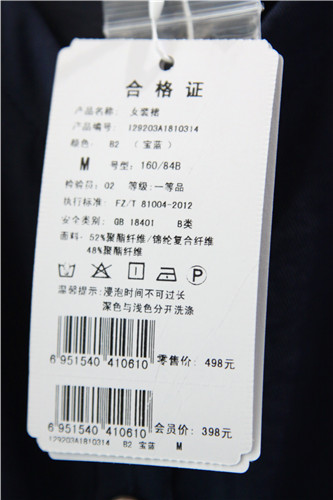 合格证
产品名称: 女套裙
产品编号: 129203A1810314
颜色: B2 (宝蓝)
M 号型: 160/84B
检验员: 02 等级: 一等品
执行标准: FZ/T 81004-2012
安全类别: GB 18401 B类
面料: 52%聚酯纤维/锦纶复合纤维
48%聚酯纤维
P
温馨提示: 浸泡时间不可过长
深色与浅色分开洗涤
6 951540 410610 零售价: 498元
6 951540 410610 会员价: 398元
129203A1810314 B2 宝蓝 M